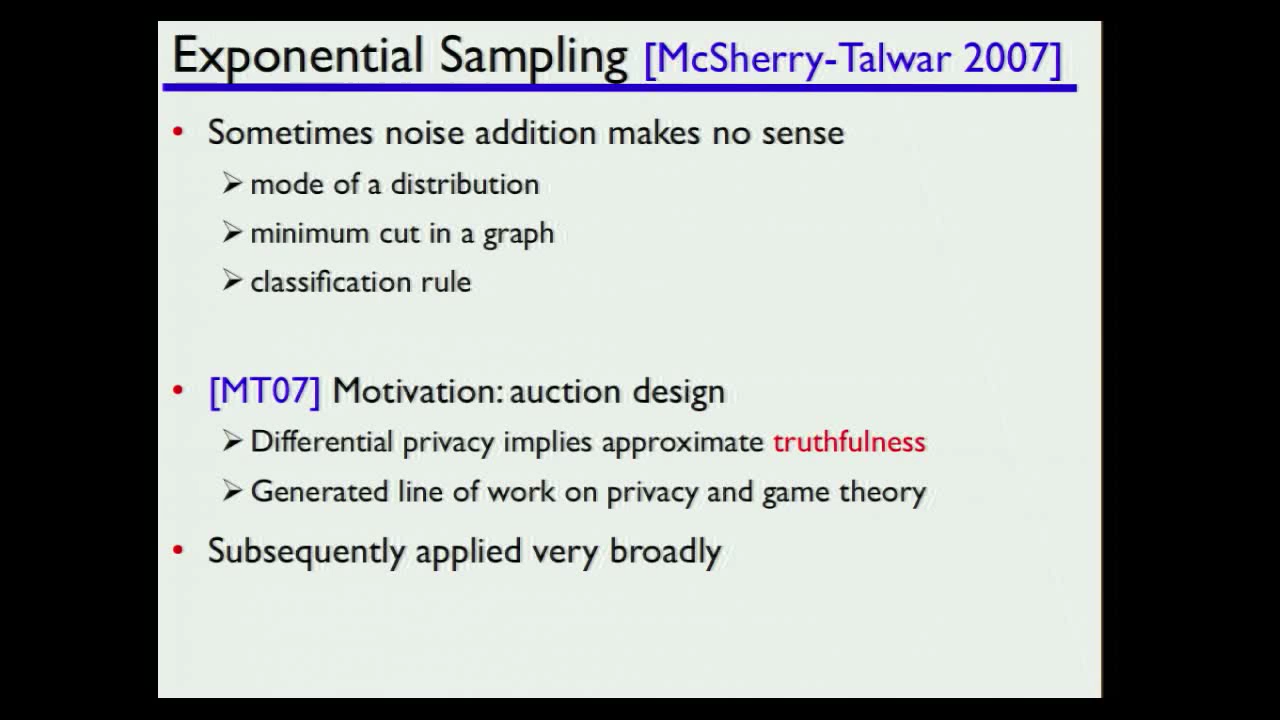 Exponential Sampling [McSherry-Talwar 2007]
• Sometimes noise addition makes no sense
➢ mode of a distribution
➢ minimum cut in a graph
➢ classification rule
• [MT07] Motivation: auction design
➢ Differential privacy implies approximate truthfulness
➢ Generated line of work on privacy and game theory
• Subsequently applied very broadly